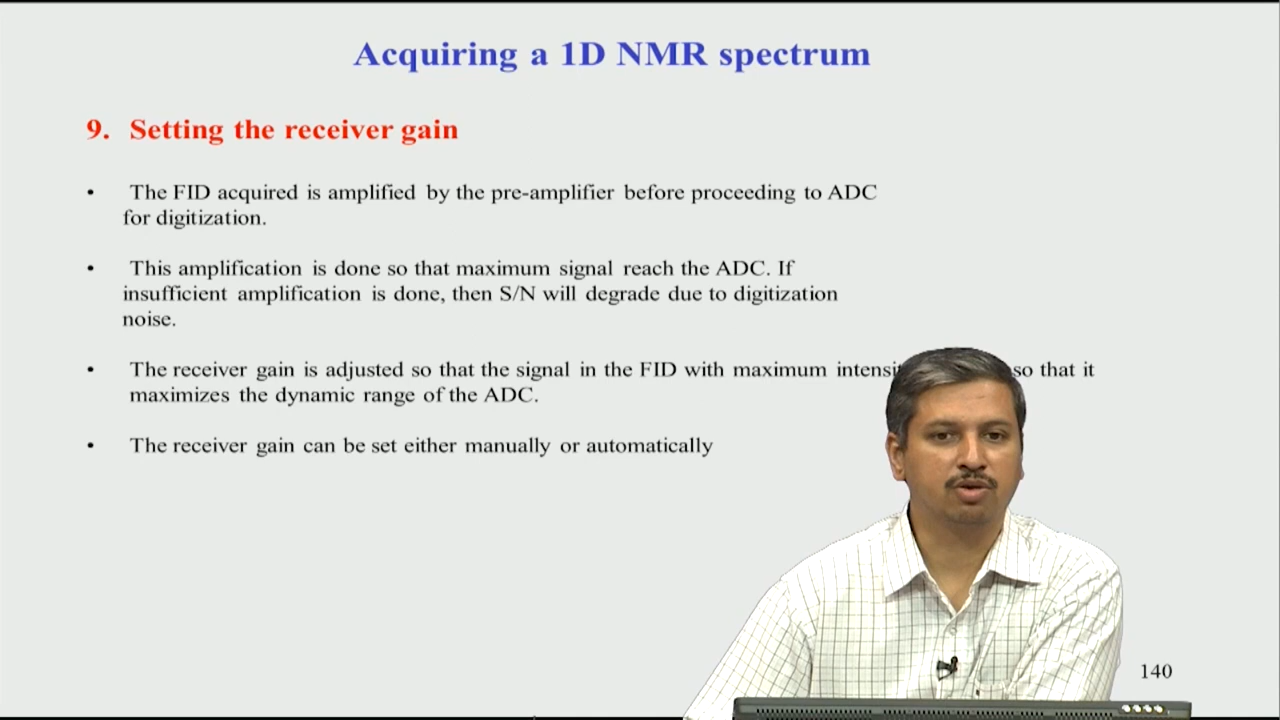 Acquiring a 1D NMR spectrum
9. Setting the receiver gain
• The FID acquired is amplified by the pre-amplifier before proceeding to ADC
for digitization.
• This amplification is done so that maximum signal reach the ADC. If
insufficient amplification is done, then S/N will degrade due to digitization
noise.
• The receiver gain is adjusted so that the signal in the FID with maximum so that it
maximizes the dynamic range of the ADC.
• The receiver gain can be set either manually or automatically
140